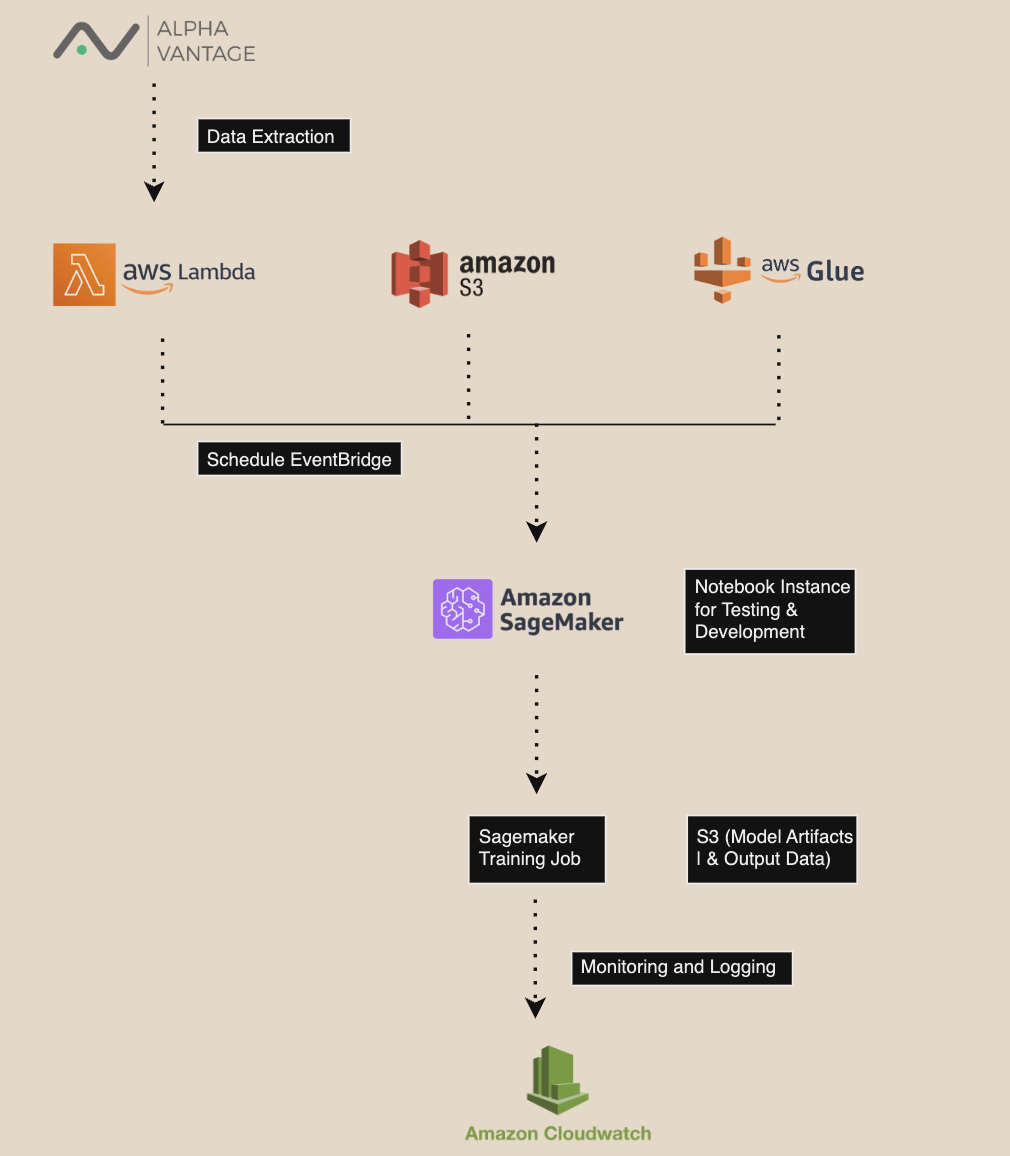 ALPHA
VANTAGE
Data Extraction
aws Lambda
amazon
S3
aws Glue
Schedule EventBridge
Amazon
SageMaker
Notebook Instance
for Testing &
Development
Sagemaker
Training Job
S3 (Model Artifacts
l & Output Data)
Monitoring and Logging
Amazon Cloudwatch